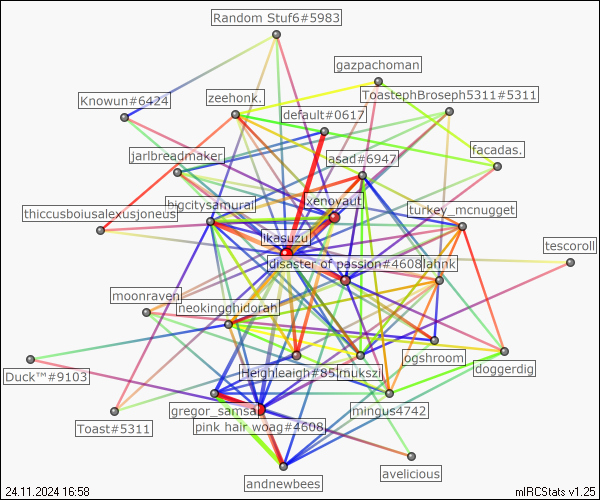 Random Stuf6#5983
gazpachoman
Knowun#6424
zeehonk.
ToastephBroseph5311#5311
default#0617
jarlbreadmaker
asad#6947
facadas.
bigcitysamurai
xenovaut
thiccusboiusalexusjoneus
turkey_mcnugget
ikasuzu
tescoroll
disaster of passion#4608
lahnk
moonraven
neokingghidorah
ogshroom
doggerdig
Duck™#9103
Heighleaigh#85
mukszi
gregor_samsa
mingus4742
Toast#5311
pink hair woag#4608
avelicious
andnewbees
24.11.2024 16:58
mIRCStats v1.25